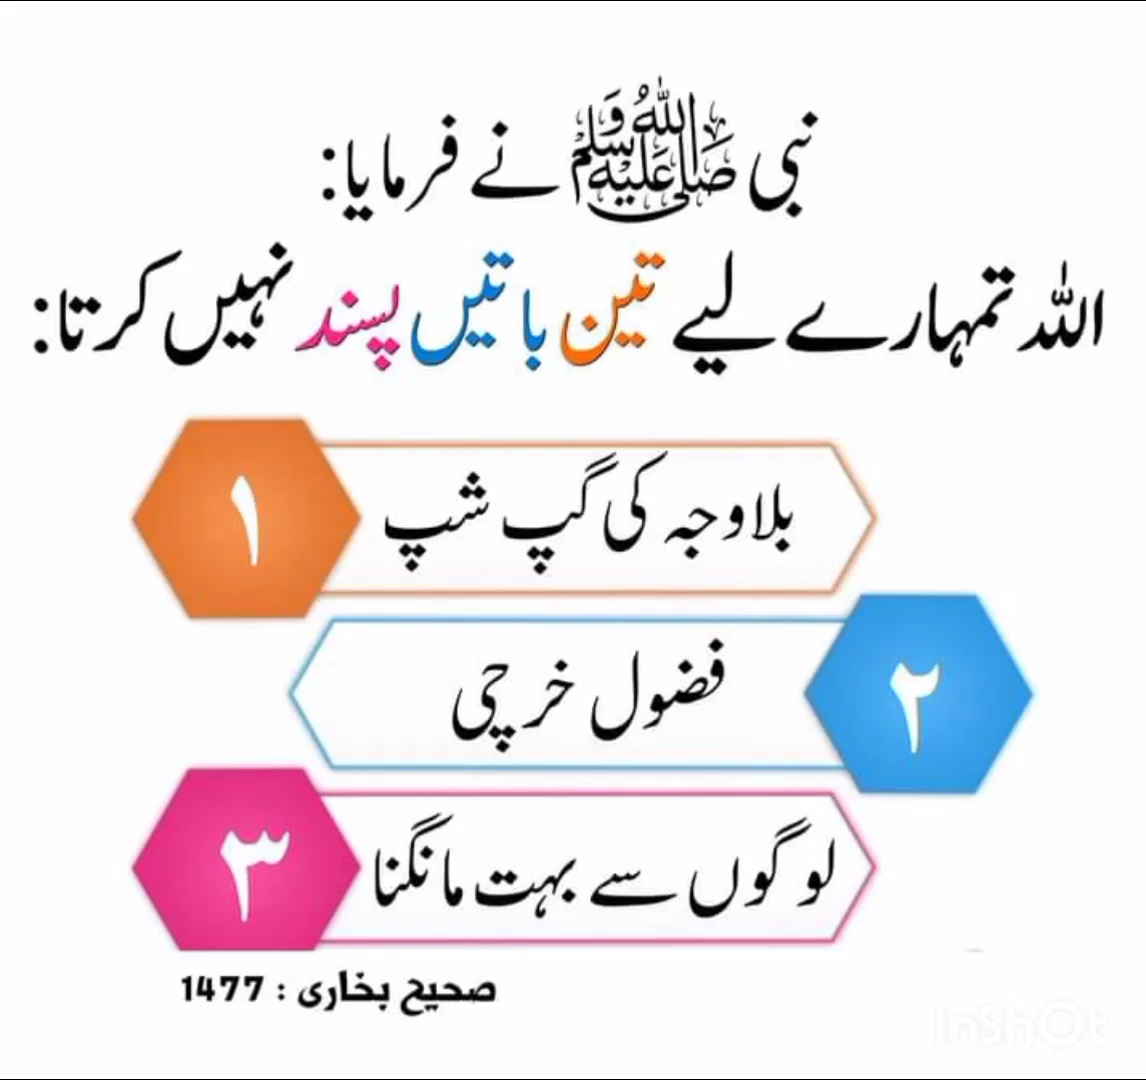 نبی ﷺ نے فرمایا:
اللہ تمہارے لیے تین باتیں پسند نہیں کرتا:
۱ بلاوجہ کی گپ شپ
۲ فضول خرچی
۳ لوگوں سے بہت مانگنا
صحیح بخاری : 1477
InShOt